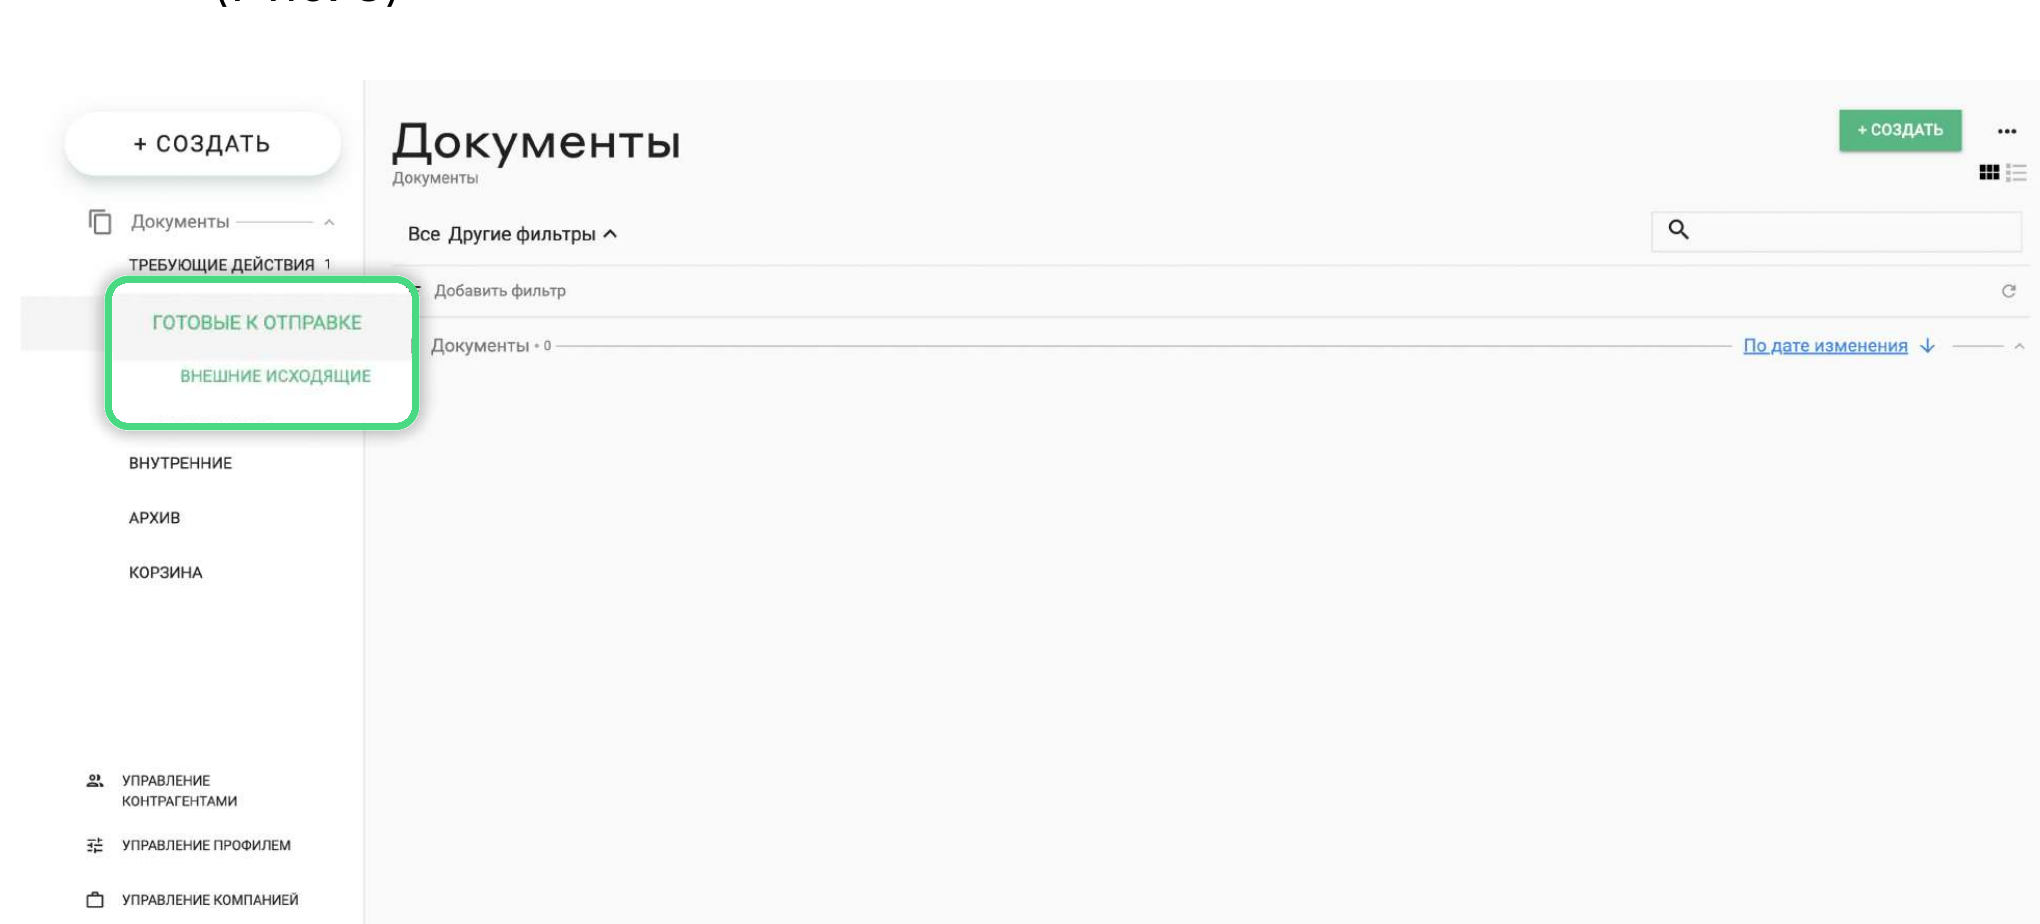 + СОЗДАТЬ
Документы
ТРЕБУЮЩИЕ ДЕЙСТВИЯ 1
ГОТОВЫЕ К ОТПРАВКЕ
ВНЕШНИЕ ИСХОДЯЩИЕ
ВНУТРЕННИЕ
АРХИВ
КОРЗИНА
УПРАВЛЕНИЕ
КОНТРАГЕНТАМИ
УПРАВЛЕНИЕ ПРОФИЛЕМ
УПРАВЛЕНИЕ КОМПАНИЕЙ
Документы
Документы
+ СОЗДАТЬ
Все Другие фильтры
Добавить фильтр
Документы • 0
По дате изменения